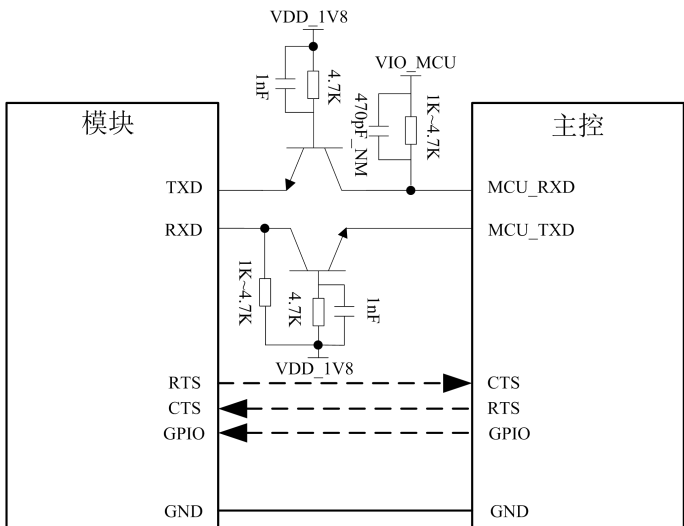 VDD_1V8
1nF
4.7K
VIO_MCU
470pF_NM
1K~4.7K
模块
主控
TXD
MCU_RXD
RXD
MCU_TXD
1K~4.7K
4.7K
1nF
VDD_1V8
RTS
CTS
CTS
RTS
GPIO
GPIO
GND
GND